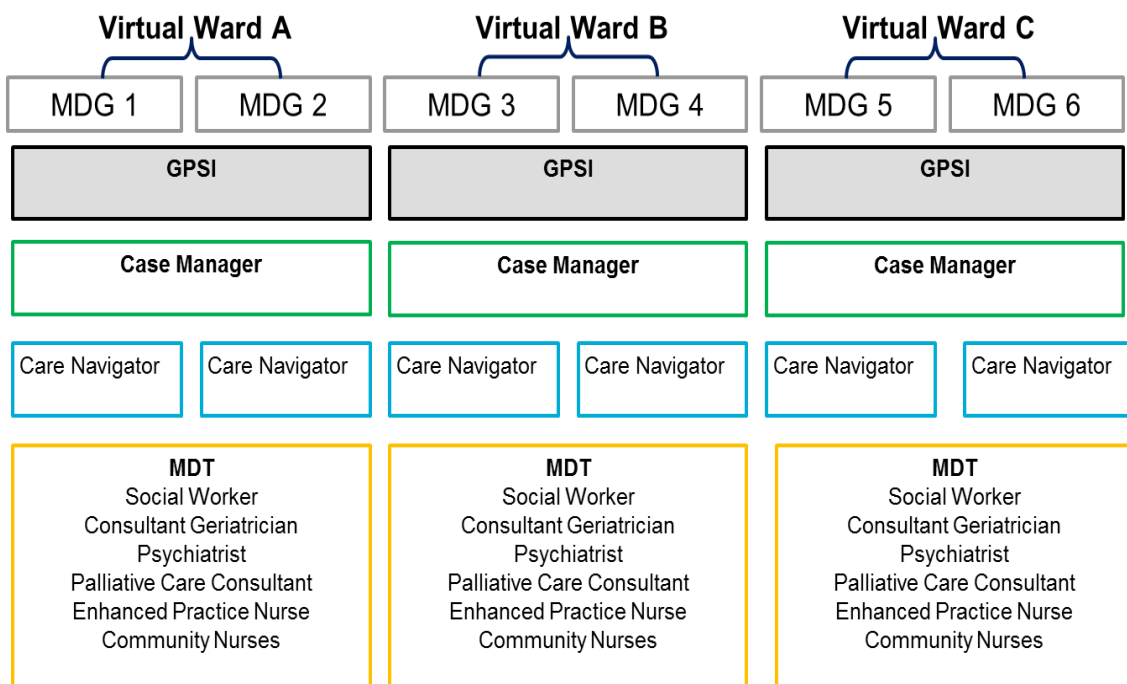 Virtual Ward A
Virtual Ward B
Virtual Ward C
MDG 1
MDG 2
MDG 3
MDG 4
MDG 5
MDG 6
GPSI
GPSI
GPSI
Case Manager
Case Manager
Case Manager
Care Navigator
Care Navigator
Care Navigator
Care Navigator
Care Navigator
Care Navigator
MDT
Social Worker
Consultant Geriatrician
Psychiatrist
Palliative Care Consultant
Enhanced Practice Nurse
Community Nurses
MDT
Social Worker
Consultant Geriatrician
Psychiatrist
Palliative Care Consultant
Enhanced Practice Nurse
Community Nurses
MDT
Social Worker
Consultant Geriatrician
Psychiatrist
Palliative Care Consultant
Enhanced Practice Nurse
Community Nurses